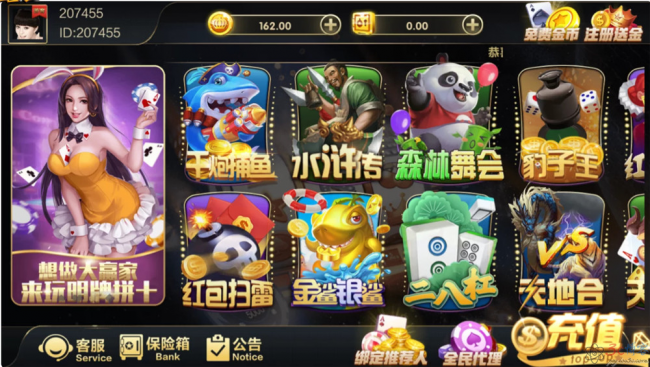 207455
ID:207455
162.00
0.00
免费金币
注册送金
恭
千炮捕鱼
水浒传
森林舞会
豹子王
想做大赢家
来玩明牌拼十
红包扫雷
金鲨银鲨
二八杠
VS
天地合
客服
Service
保险箱
Bank
公告
Notice
绑定推荐人
全民代理
充值